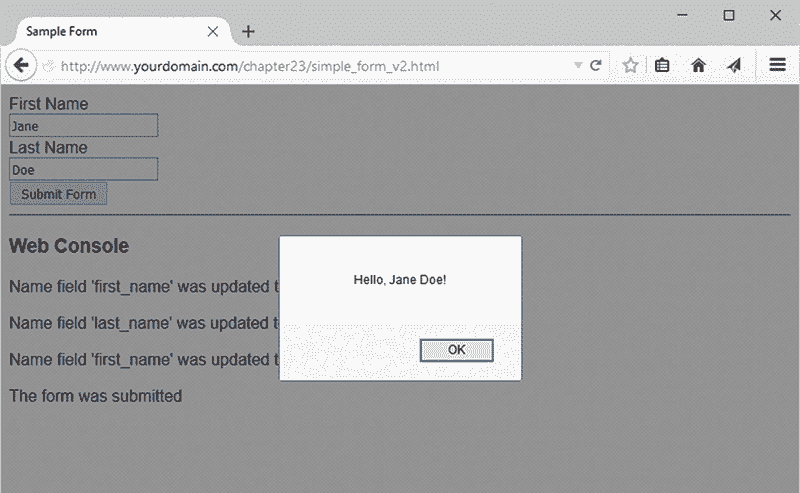 Sample Form
http://www.yourdomain.com/chapter23/simple_form_v2.html
First Name
Jane
Last Name
Doe
Submit Form
Web Console
Name field 'first_name' was updated t
Name field 'last_name' was updated t
Name field 'first_name' was updated t
The form was submitted
Hello, Jane Doe!
OK